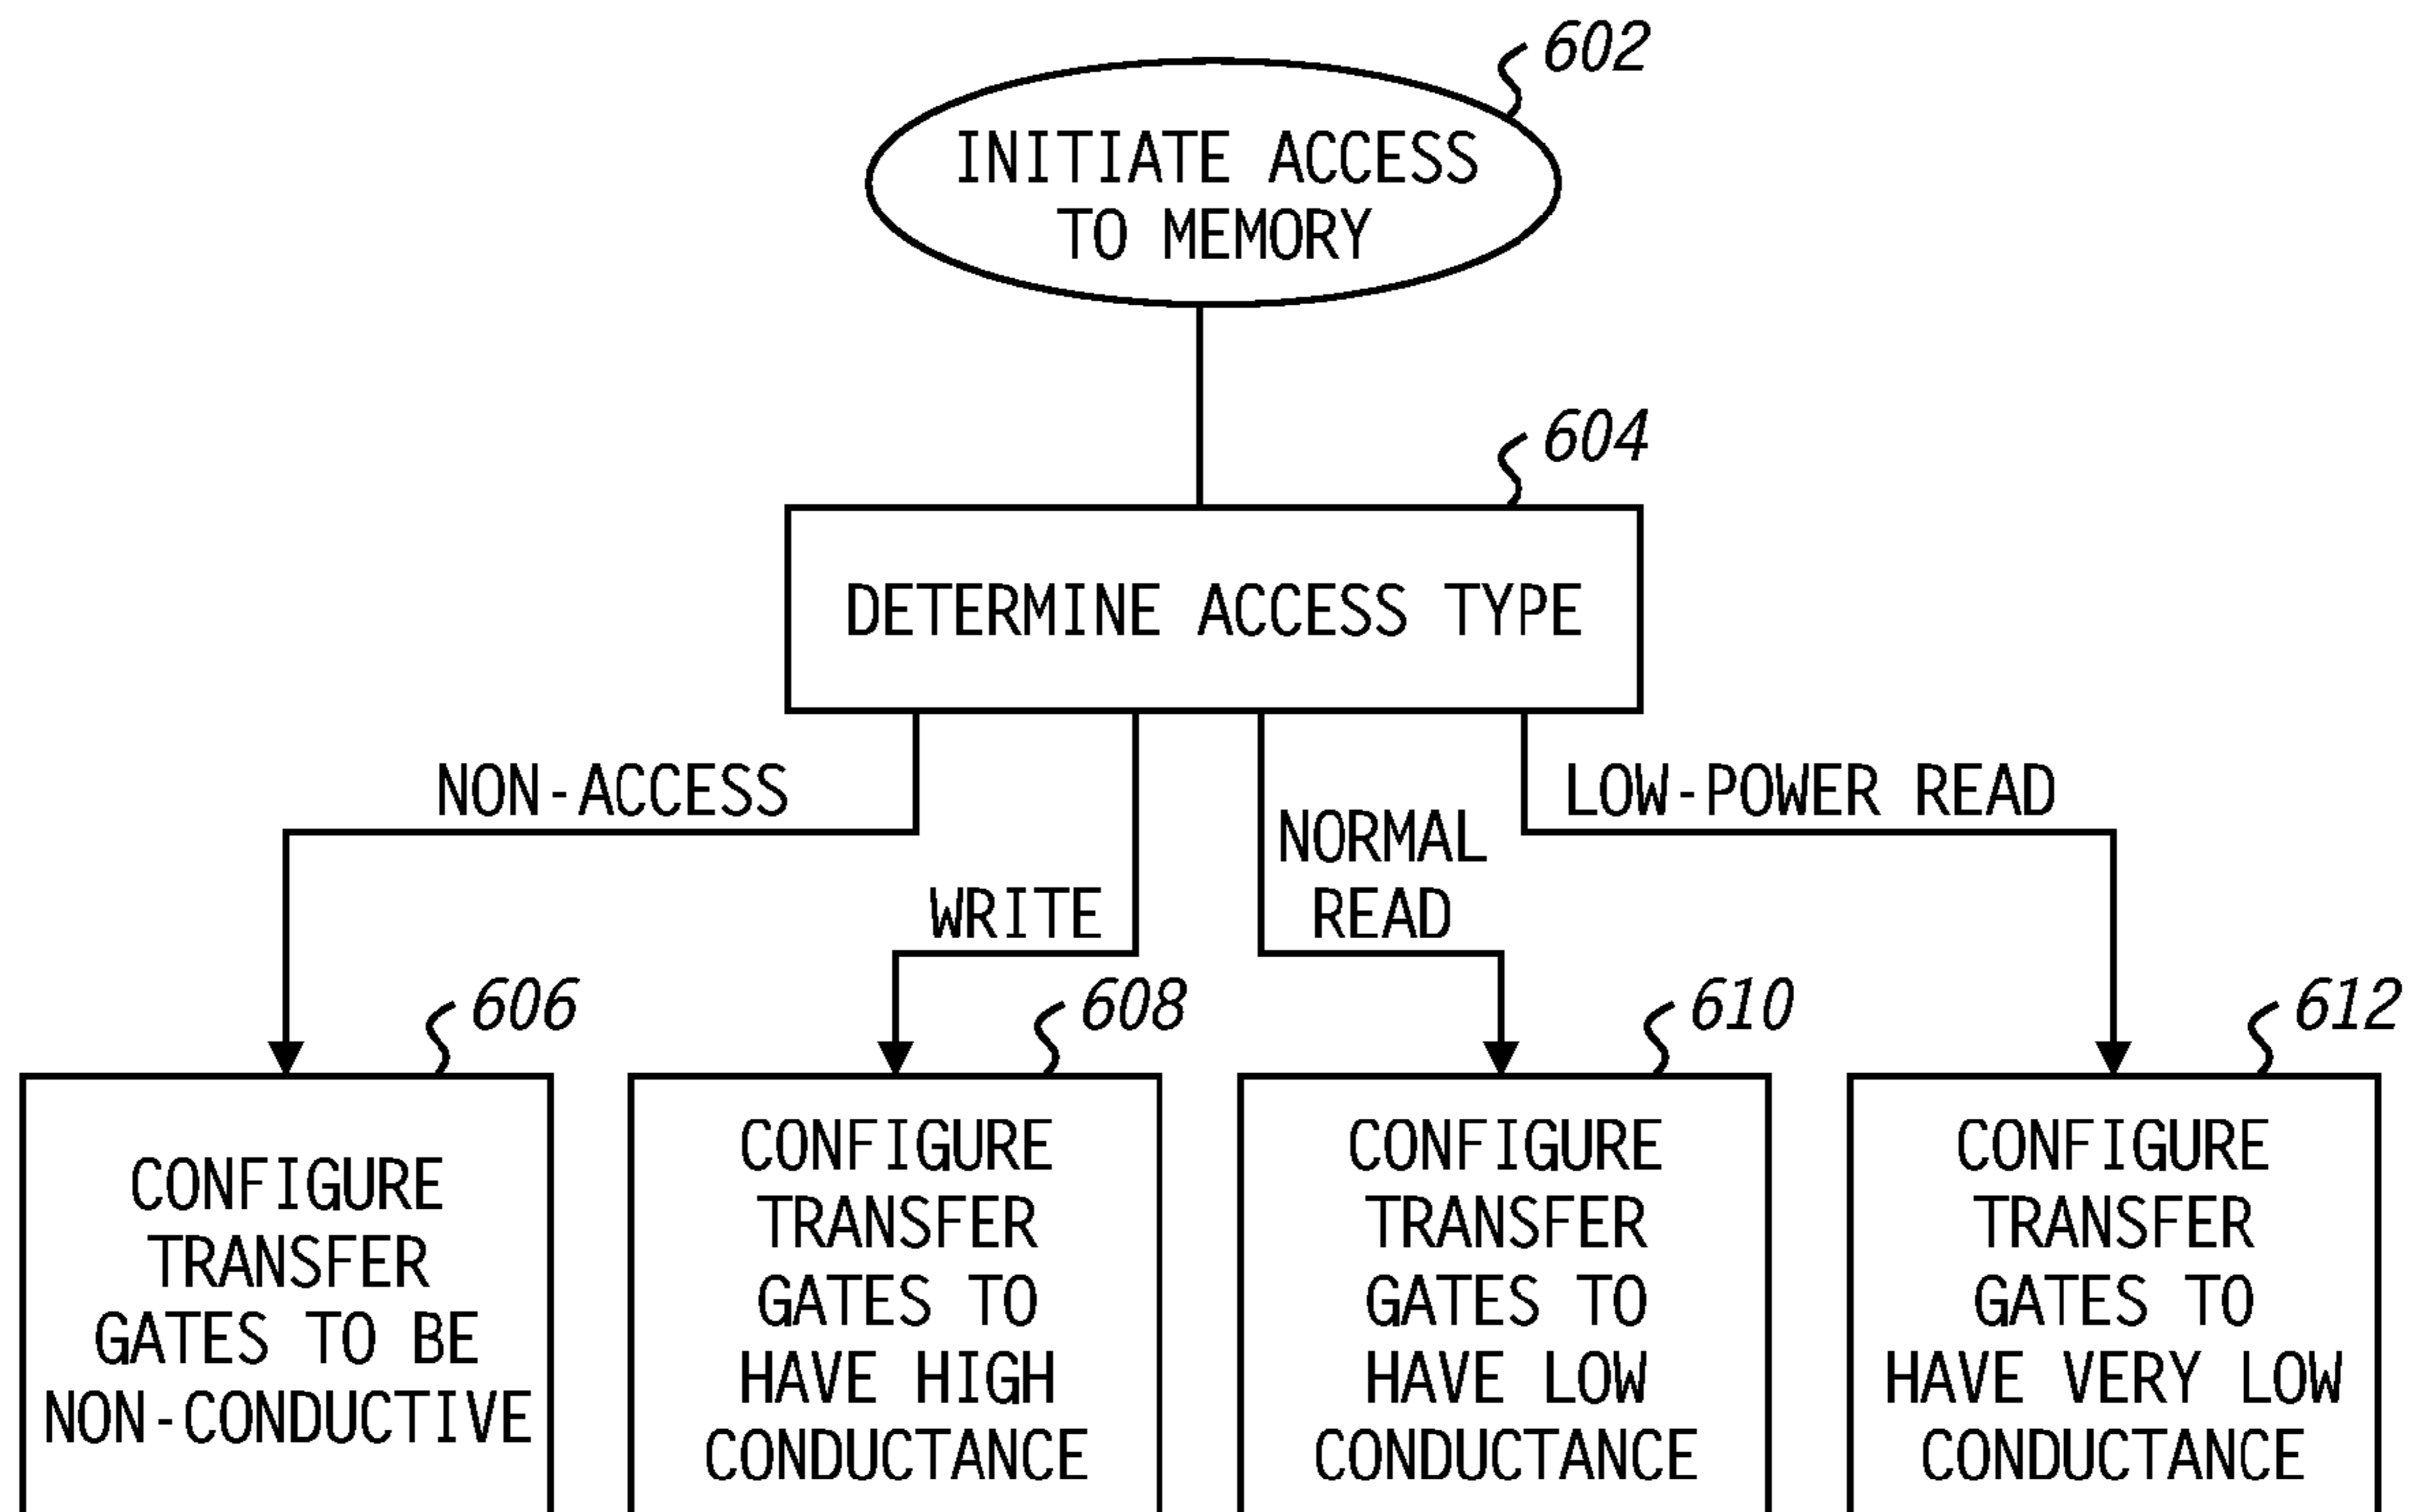 602
INITIATE ACCESS
TO MEMORY
604
DETERMINE ACCESS TYPE
NON-ACCESS
WRITE
NORMAL
READ
LOW-POWER READ
606
CONFIGURE
TRANSFER
GATES TO BE
NON-CONDUCTIVE
608
CONFIGURE
TRANSFER
GATES TO
HAVE HIGH
CONDUCTANCE
610
CONFIGURE
TRANSFER
GATES TO
HAVE LOW
CONDUCTANCE
612
CONFIGURE
TRANSFER
GATES TO
HAVE VERY LOW
CONDUCTANCE